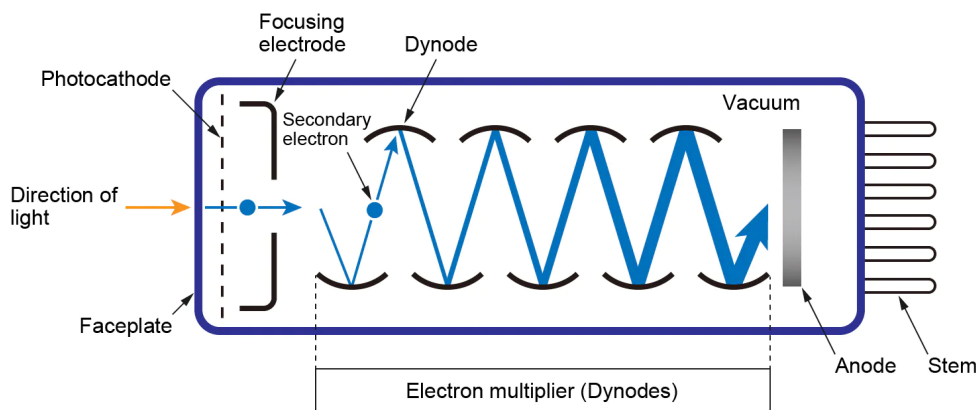 Focusing
electrode
Dynode
Photocathode
Vacuum
Secondary
electron
Direction of
light
Faceplate
Anode
Stem
Electron multiplier (Dynodes)